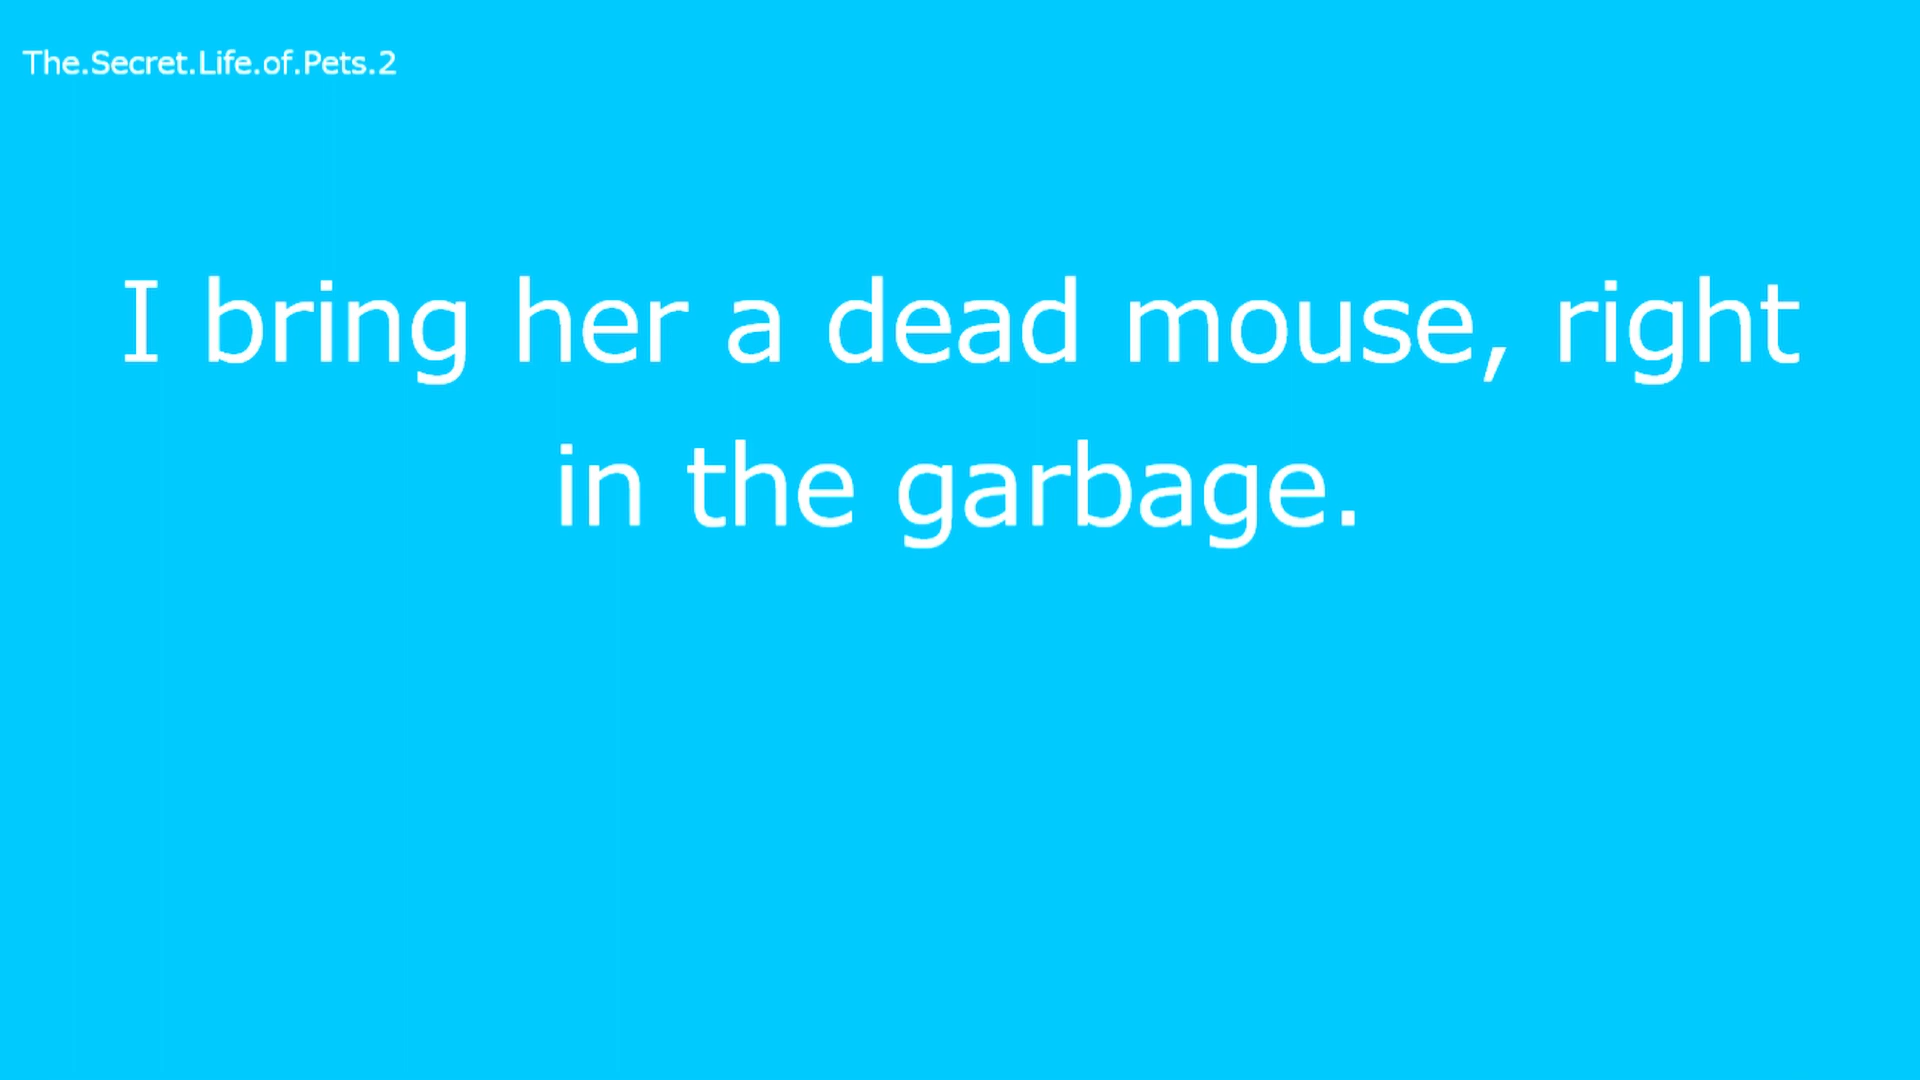 The.Secret.Life.of.Pets.2
I bring her a dead mouse, right
in the garbage.